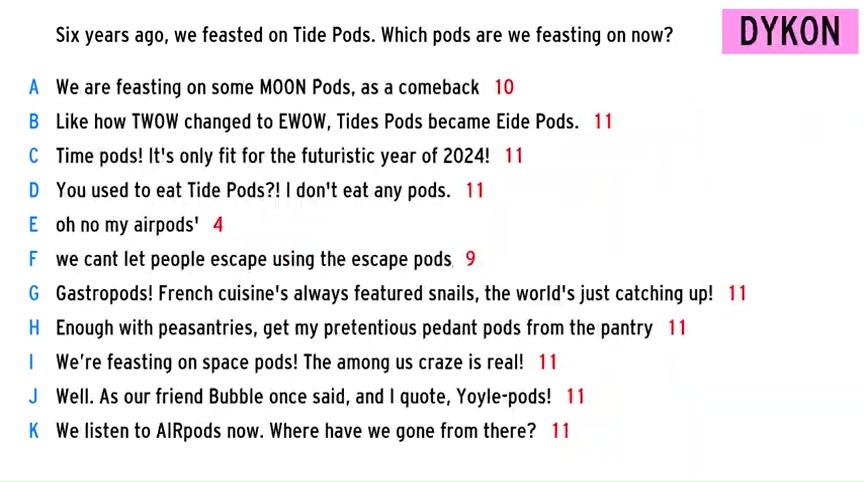 Six years ago, we feasted on Tide Pods. Which pods are we feasting on now?
DYKON
A We are feasting on some MOON Pods, as a comeback 10
B Like how TWOW changed to EWOW, Tides Pods became Eide Pods. 11
C Time pods! It's only fit for the futuristic year of 2024! 11
D You used to eat Tide Pods?! I don't eat any pods. 11
E oh no my airpods' 4
F we cant let people escape using the escape pods 9
G Gastropods! French cuisine's always featured snails, the world's just catching up! 11
H Enough with peasantries, get my pretentious pedant pods from the pantry 11
I We're feasting on space pods! The among us craze is real! 11
J Well. As our friend Bubble once said, and I quote, Yoyle-pods! 11
K We listen to AIRpods now. Where have we gone from there? 11